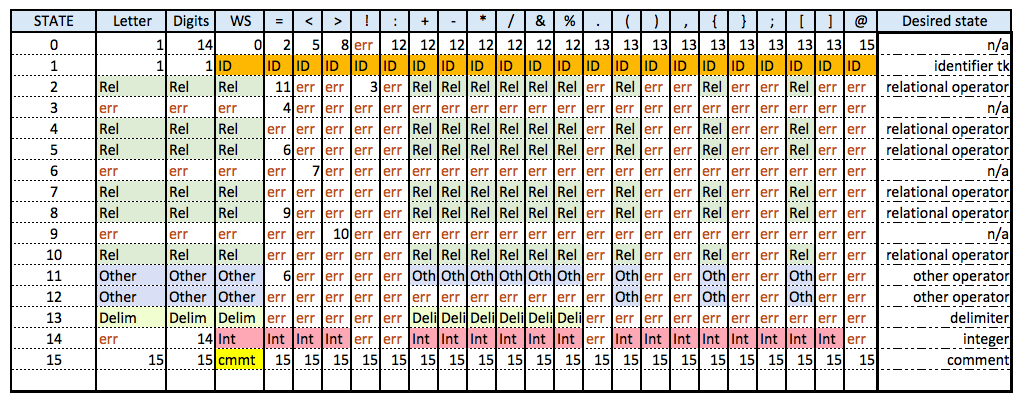 STATE Letter Digits WS = < > ! : + - * / & % . ( ) , { } ; [ ] @ Desired state
0 1 14 0 2 5 8 err 12 12 12 12 12 12 12 13 13 13 13 13 13 13 13 13 15 n/a
1 1 1 ID ID ID ID ID ID ID ID ID ID ID ID ID ID ID ID ID ID ID ID ID ID identifier tk
2 Rel Rel Rel 11 err err 3 err Rel Rel Rel Rel Rel Rel err Rel err err Rel err err Rel err err relational operator
3 err err err 4 err err err err err err err err err err err err err err err err err err err err n/a
4 Rel Rel Rel err err err err err Rel Rel Rel Rel Rel Rel err Rel err err Rel err err Rel err err relational operator
5 Rel Rel Rel 6 err err err err Rel Rel Rel Rel Rel Rel err Rel err err Rel err err Rel err err relational operator
6 err err err err 7 err err err err err err err err err err err err err err err err err err err n/a
7 Rel Rel Rel err err err err err Rel Rel Rel Rel Rel Rel err Rel err err Rel err err Rel err err relational operator
8 Rel Rel Rel 9 err err err err Rel Rel Rel Rel Rel Rel err Rel err err Rel err err Rel err err relational operator
9 err err err err err 10 err err err err err err err err err err err err err err err err err err n/a
10 Rel Rel Rel err err err err err Rel Rel Rel Rel Rel Rel err Rel err err Rel err err Rel err err relational operator
11 Other Other Other 6 err err err err Oth Oth Oth Oth Oth Oth err Oth err err Oth err err Oth err err other operator
12 Other Other Other err err err err err err err err err err err err Oth err err Oth err err Oth err err other operator
13 Delim Delim Delim err err err err err Deli Deli Deli Deli Deli Deli err err err err err err err err err err delimiter
14 err 14 Int Int Int Int err err Int Int Int Int Int Int err Int Int Int Int Int Int Int Int err integer
15 15 15 cmmt 15 15 15 15 15 15 15 15 15 15 15 15 15 15 15 15 15 15 15 15 15 comment